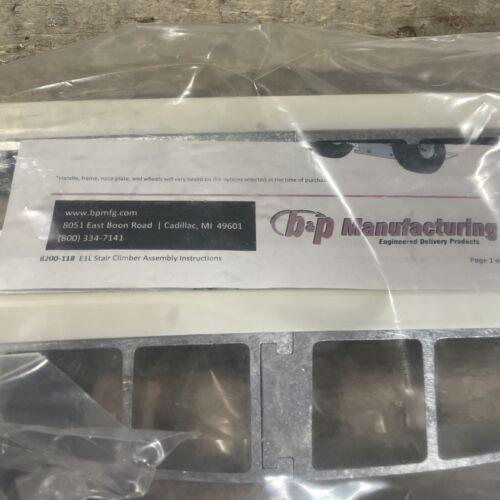 *Handle, frame, nose plate, and wheels will vary based on the options selected at the time of purchas
www.bpmfg.com
8051 East Boon Road | Cadillac, MI 49601
(800) 334-7141
b&p Manufacturing
Engineered Delivery Products
8200-118 E1L Stair Climber Assembly Instructions
Page 1 o